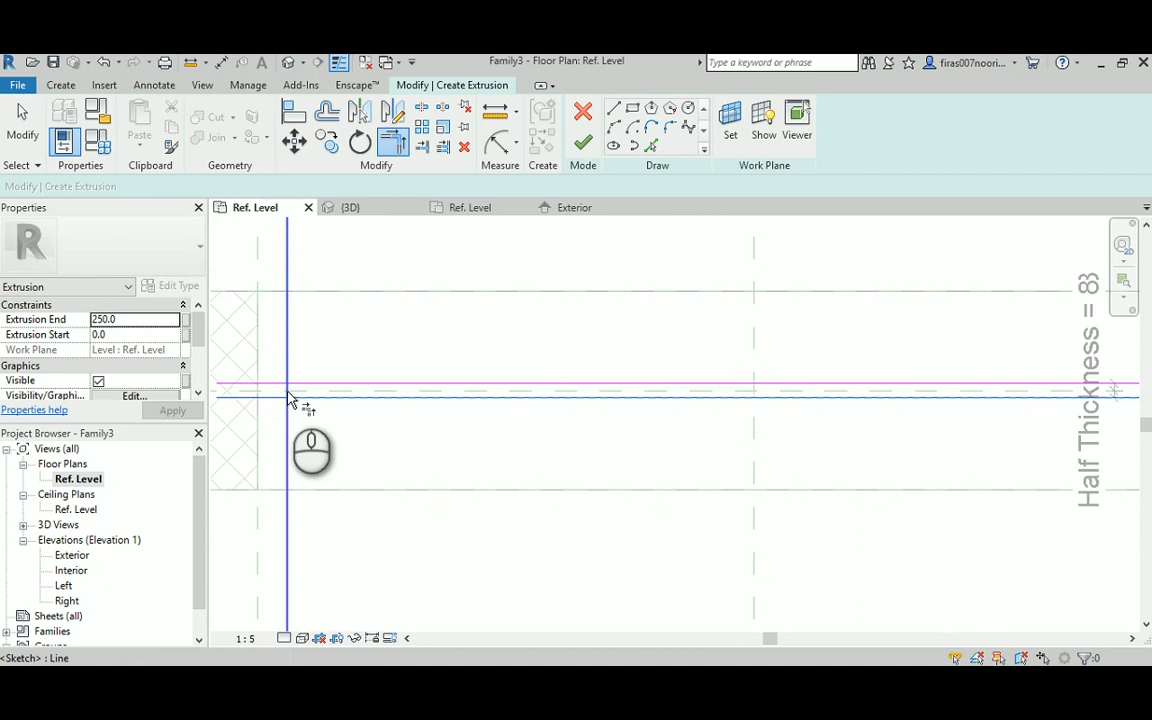 Family3 - Floor Plan: Ref. Level
Type a keyword or phrase
firas007noori...
File Create Insert Annotate View Manage Add-Ins Enscape™ Modify | Create Extrusion
Modify
Paste
Cut
Join
Set Show Viewer
Select Properties Clipboard Geometry Modify Measure Create Mode Draw Work Plane
Modify | Create Extrusion
Properties
Ref. Level
{3D}
Ref. Level
Exterior
Extrusion
Edit Type
Constraints
Extrusion End 250.0
Extrusion Start 0.0
Work Plane Level : Ref. Level
Graphics
Visible
Visibility/Graphi... Edit...
Properties help
Apply
Project Browser - Family3
Views (all)
Floor Plans
Ref. Level
Ceiling Plans
Ref. Level
3D Views
Elevations (Elevation 1)
Exterior
Interior
Left
Right
Sheets (all)
Families
Half Thickness =
1:5
<Sketch> : Line
:0